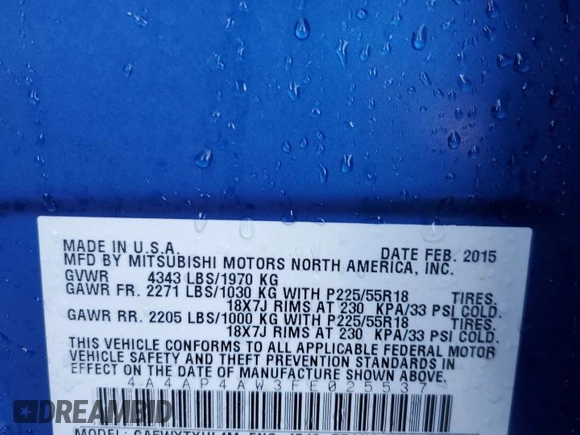 MADE IN U.S.A. DATE FEB. 2015
MFD BY MITSUBISHI MOTORS NORTH AMERICA, INC.
GVWR 4343 LBS/1970 KG
GAWR FR. 2271 LBS/1030 KG WITH P225/55R18 TIRES.
18X7J RIMS AT 230 KPA/33 PSI COLD.
GAWR RR. 2205 LBS/1000 KG WITH P225/55R18 TIRES.
18X7J RIMS AT 230 KPA/33 PSI COLD.
THIS VEHICLE CONFORMS TO ALL APPLICABLE FEDERAL MOTOR
VEHICLE SAFETY AND THEFT PREVENTION STANDARDS IN
EFFECT ON THE DATE OF MANUFACTURE SHOWN ABOVE.
4A4AP4AW3FE025537
DREAMBID